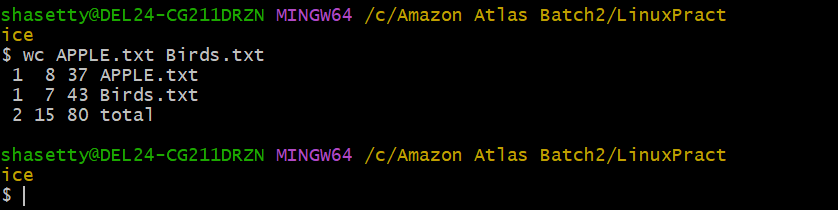 shasetty@DEL24-CG211DRZN MINGW64 /c/Amazon Atlas Batch2/LinuxPract
ice
$ wc APPLE.txt Birds.txt
 1  8 37 APPLE.txt
 1  7 43 Birds.txt
 2 15 80 total
shasetty@DEL24-CG211DRZN MINGW64 /c/Amazon Atlas Batch2/LinuxPract
ice
$